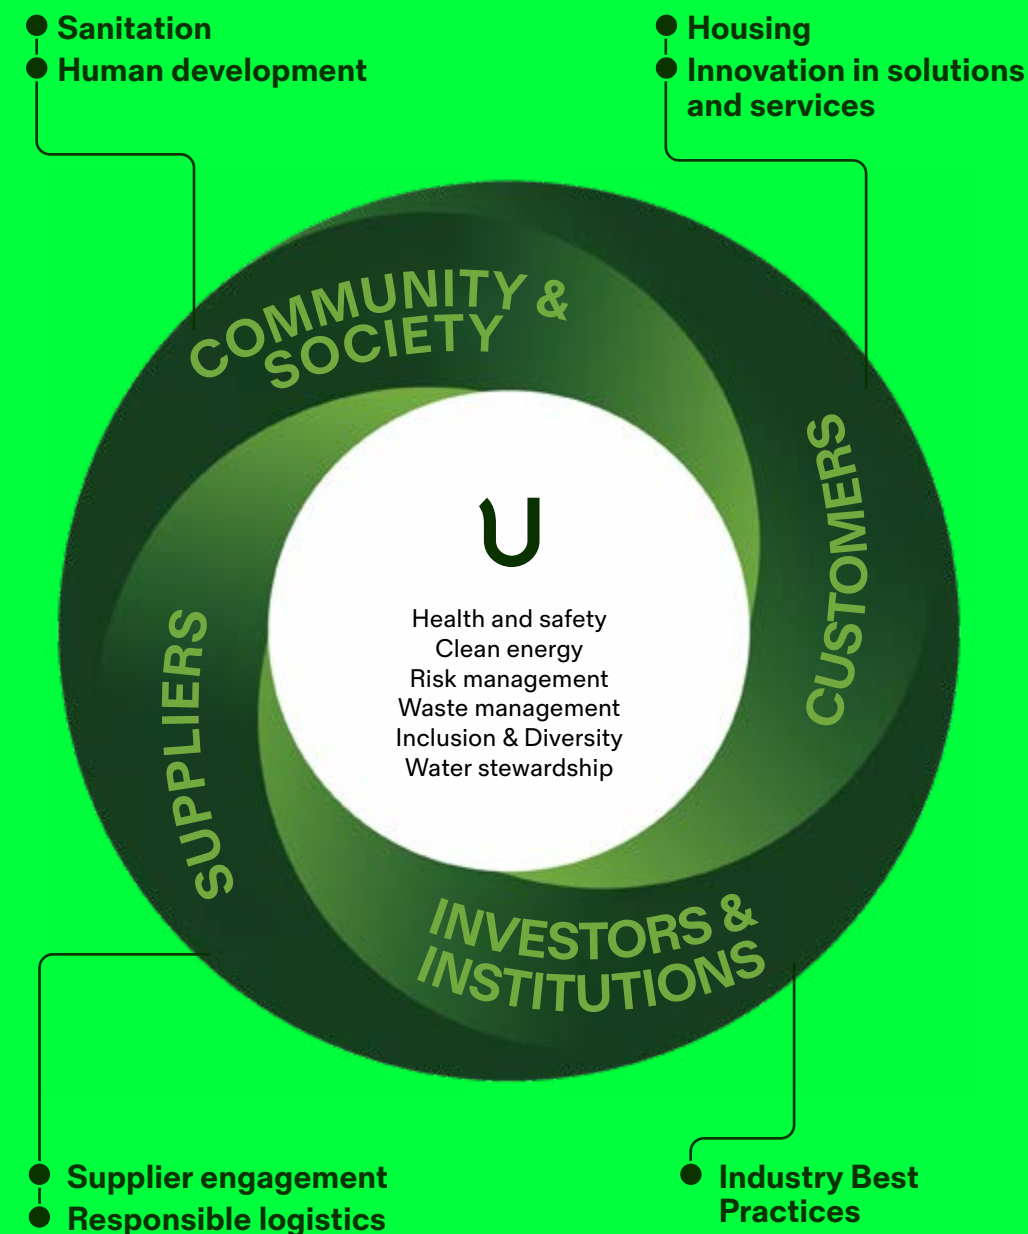 Sanitation
Human development
Housing
Innovation in solutions
and services
COMMUNITY &
SOCIETY
CUSTOMERS
SUPPLIERS
INVESTORS &
INSTITUTIONS
U
Health and safety
Clean energy
Risk management
Waste management
Inclusion & Diversity
Water stewardship
Supplier engagement
Responsible logistics
Industry Best
Practices